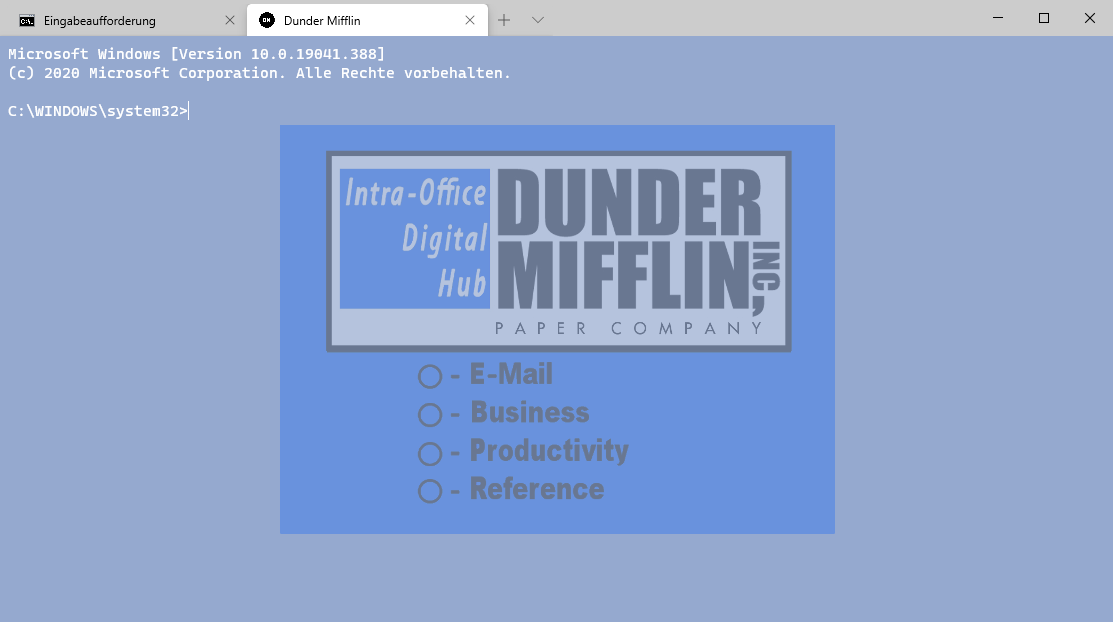 Eingabeaufforderung
Dunder Mifflin
Microsoft Windows [Version 10.0.19041.388]
(c) 2020 Microsoft Corporation. Alle Rechte vorbehalten.
C:\WINDOWS\system32>
Intra-Office
Digital
Hub
DUNDER
MIFFLIN
INC,
PAPER COMPANY
- E-Mail
- Business
- Productivity
- Reference